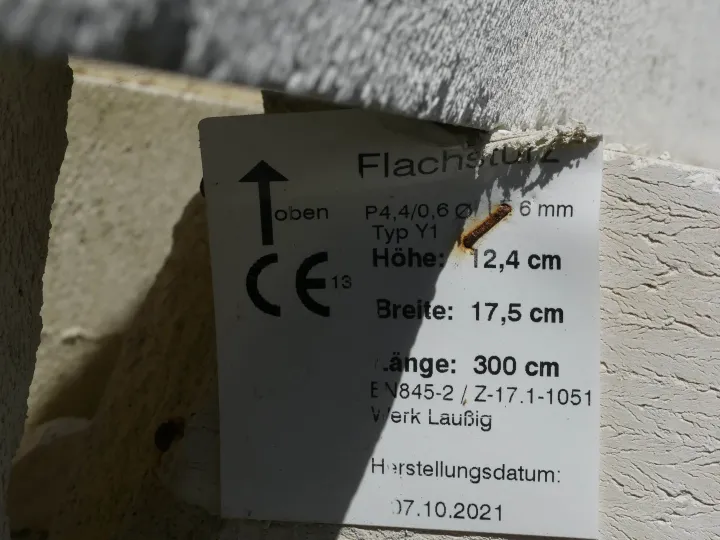 Flachsturz
oben
P4,4/0,6 Ø 6 mm
Typ Y1
Höhe: 12,4 cm
CE 13
Breite: 17,5 cm
Länge: 300 cm
EN845-2 / Z-17.1-1051
Werk Laußig
Herstellungsdatum:
07.10.2021